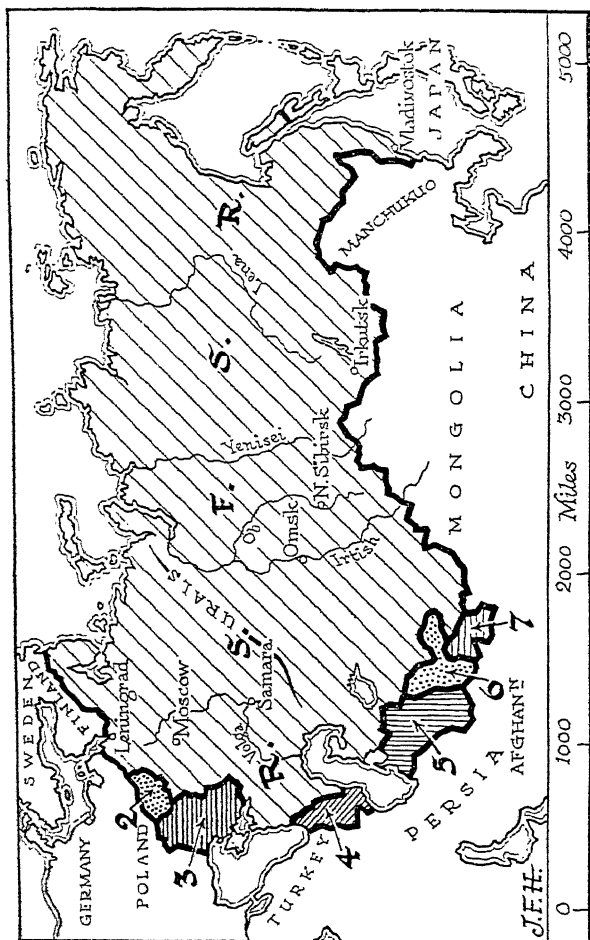 SWEDEN
FINLAND
GERMANY
POLAND
Leningrad
Moscow
Volga
Samara
URALS
R. S. F. S. R.
Ob
Omsk
N. Sibirsk
Irtish
Yenisei
Lena
Irkutsk
Vladivostok
JAPAN
MANCHUKUO
MONGOLIA
CHINA
TURKEY
PERSIA
AFGHANN
2
3
4
5
6
7
J.F.H.
0
1000
2000
Miles
3000
4000
5000